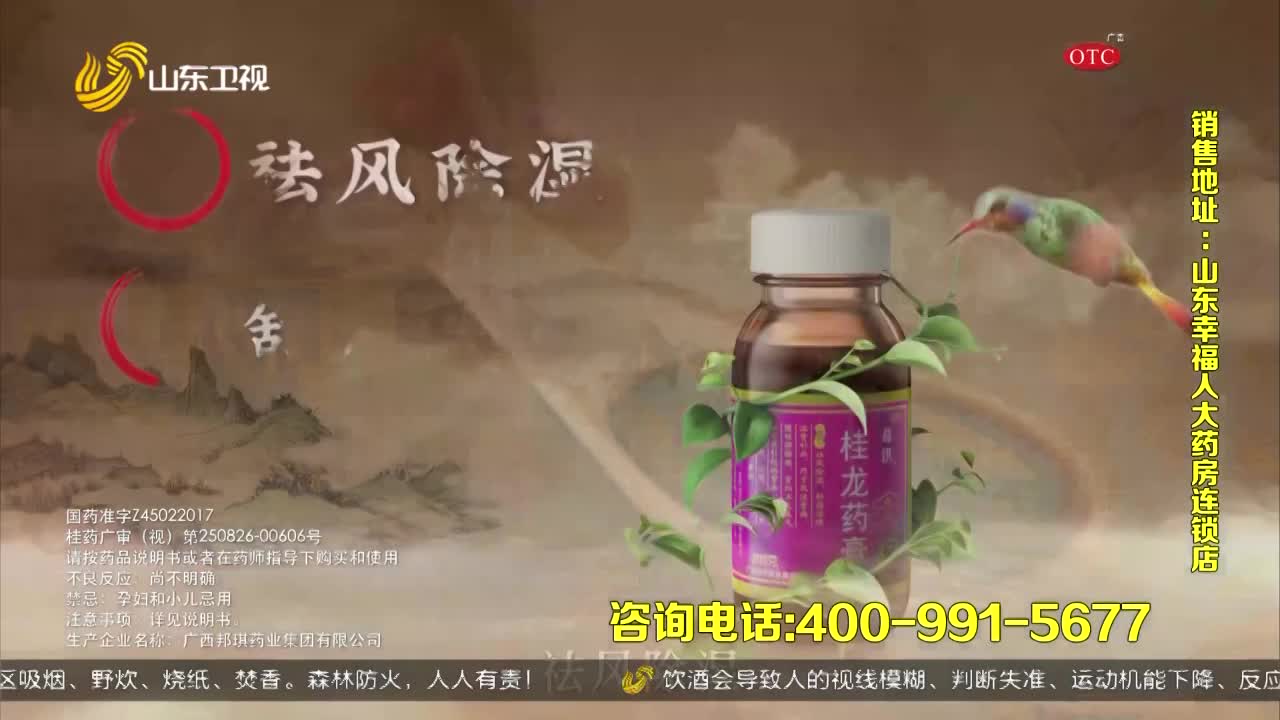 山东卫视
广告
OTC
祛风除湿
销售地址：山东幸福人大药房连锁店
桂龙药膏
国药准字Z45022017
桂药广审（视）第250826-00606号
请按药品说明书或者在药师指导下购买和使用
不良反应：尚不明确
禁忌：孕妇和小儿忌用
注意事项：详见说明书。
生产企业名称：广西邦琪药业集团有限公司
咨询电话:400-991-5677
祛风除湿
区吸烟、野炊、烧纸、焚香。森林防火，人人有责！
饮酒会导致人的视线模糊、判断失准、运动机能下降、反应